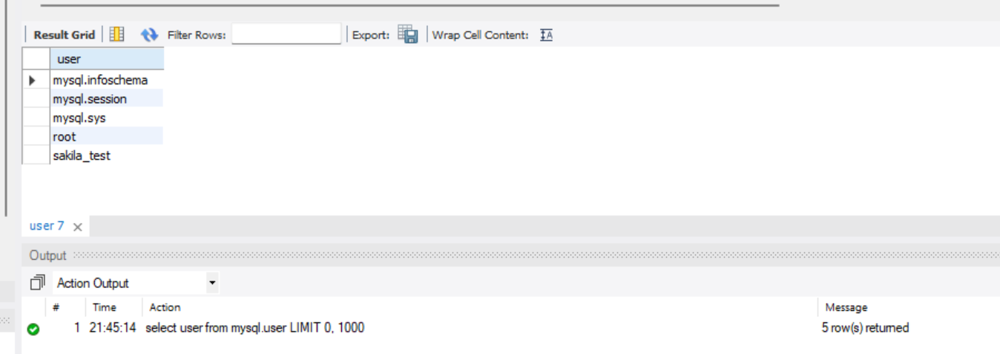 Result Grid Filter Rows: Export: Wrap Cell Content: IA
user
mysql.infoschema
mysql.session
mysql.sys
root
sakila_test
user 7
Output
Action Output
# Time Action Message
1 21:45:14 select user from mysql.user LIMIT 0, 1000 5 row(s) returned